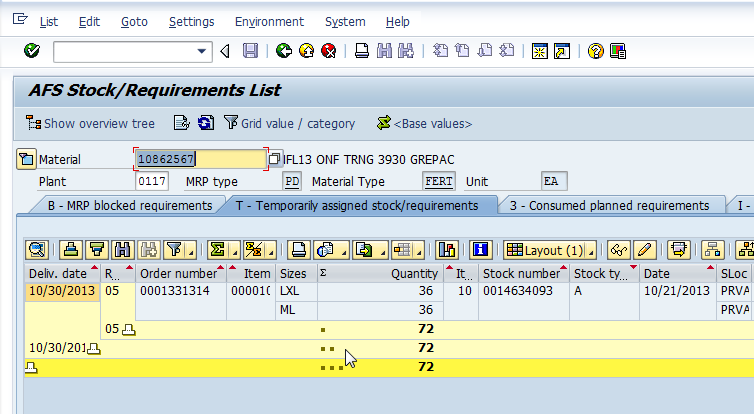 List Edit Goto Settings Environment System Help
AFS Stock/Requirements List
Show overview tree Grid value / category <Base values>
Material 10862567 IFL13 ONF TRNG 3930 GREPAC
Plant 0117 MRP type PD Material Type FERT Unit EA
B - MRP blocked requirements T - Temporarily assigned stock/requirements 3 - Consumed planned requirements I -
Layout (1)
Deliv. date R... Order number Item Sizes Σ Quantity It... Stock number Stock ty... Date SLoc
10/30/2013 05 0001331314 000010 LXL 36 10 0014634093 A 10/21/2013 PRVA
ML 36 PRVA
05 72
10/30/201 72
72